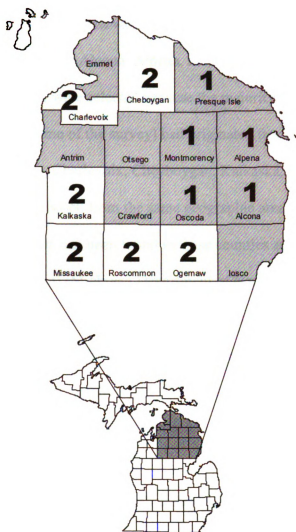 Emmet
2
Cheboygan
1
Presque Isle
2
Charlevoix
Antrim
Otsego
1
Montmorency
1
Alpena
2
Kalkaska
Crawford
1
Oscoda
1
Alcona
2
Missaukee
2
Roscommon
2
Ogemaw
Iosco